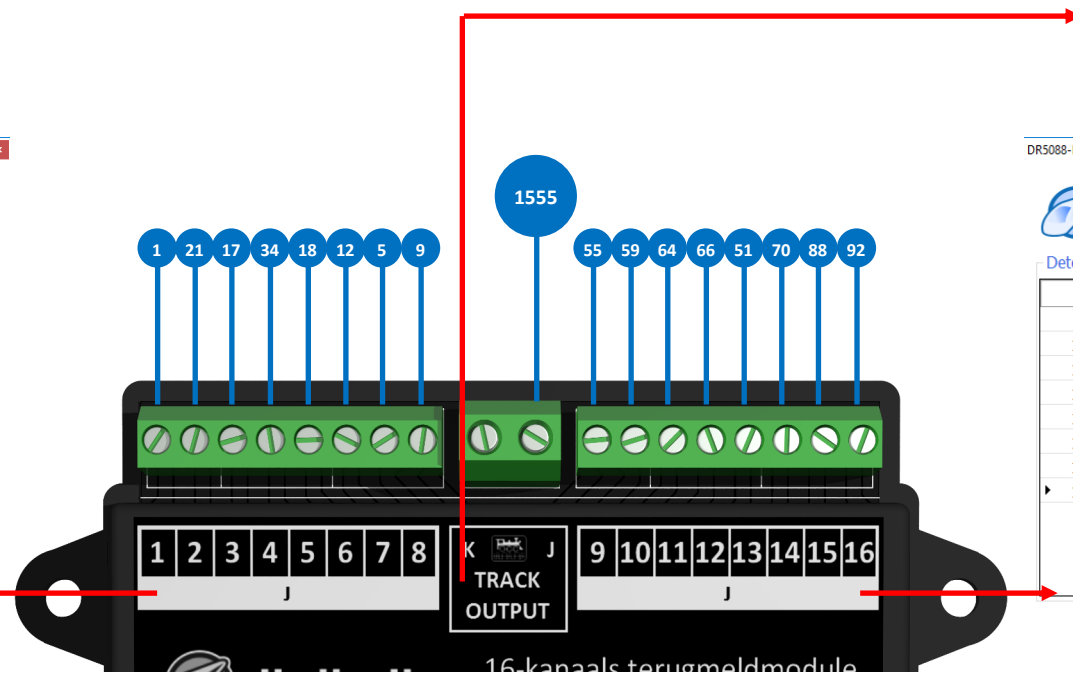 DR5088-
1555
1 21 17 34 18 12 5 9 55 59 64 66 51 70 88 92
Dete
1 2 3 4 5 6 7 8 K J 9 10 11 12 13 14 15 16
TRACK
J J
OUTPUT
16-kanaals terugmeldmodule